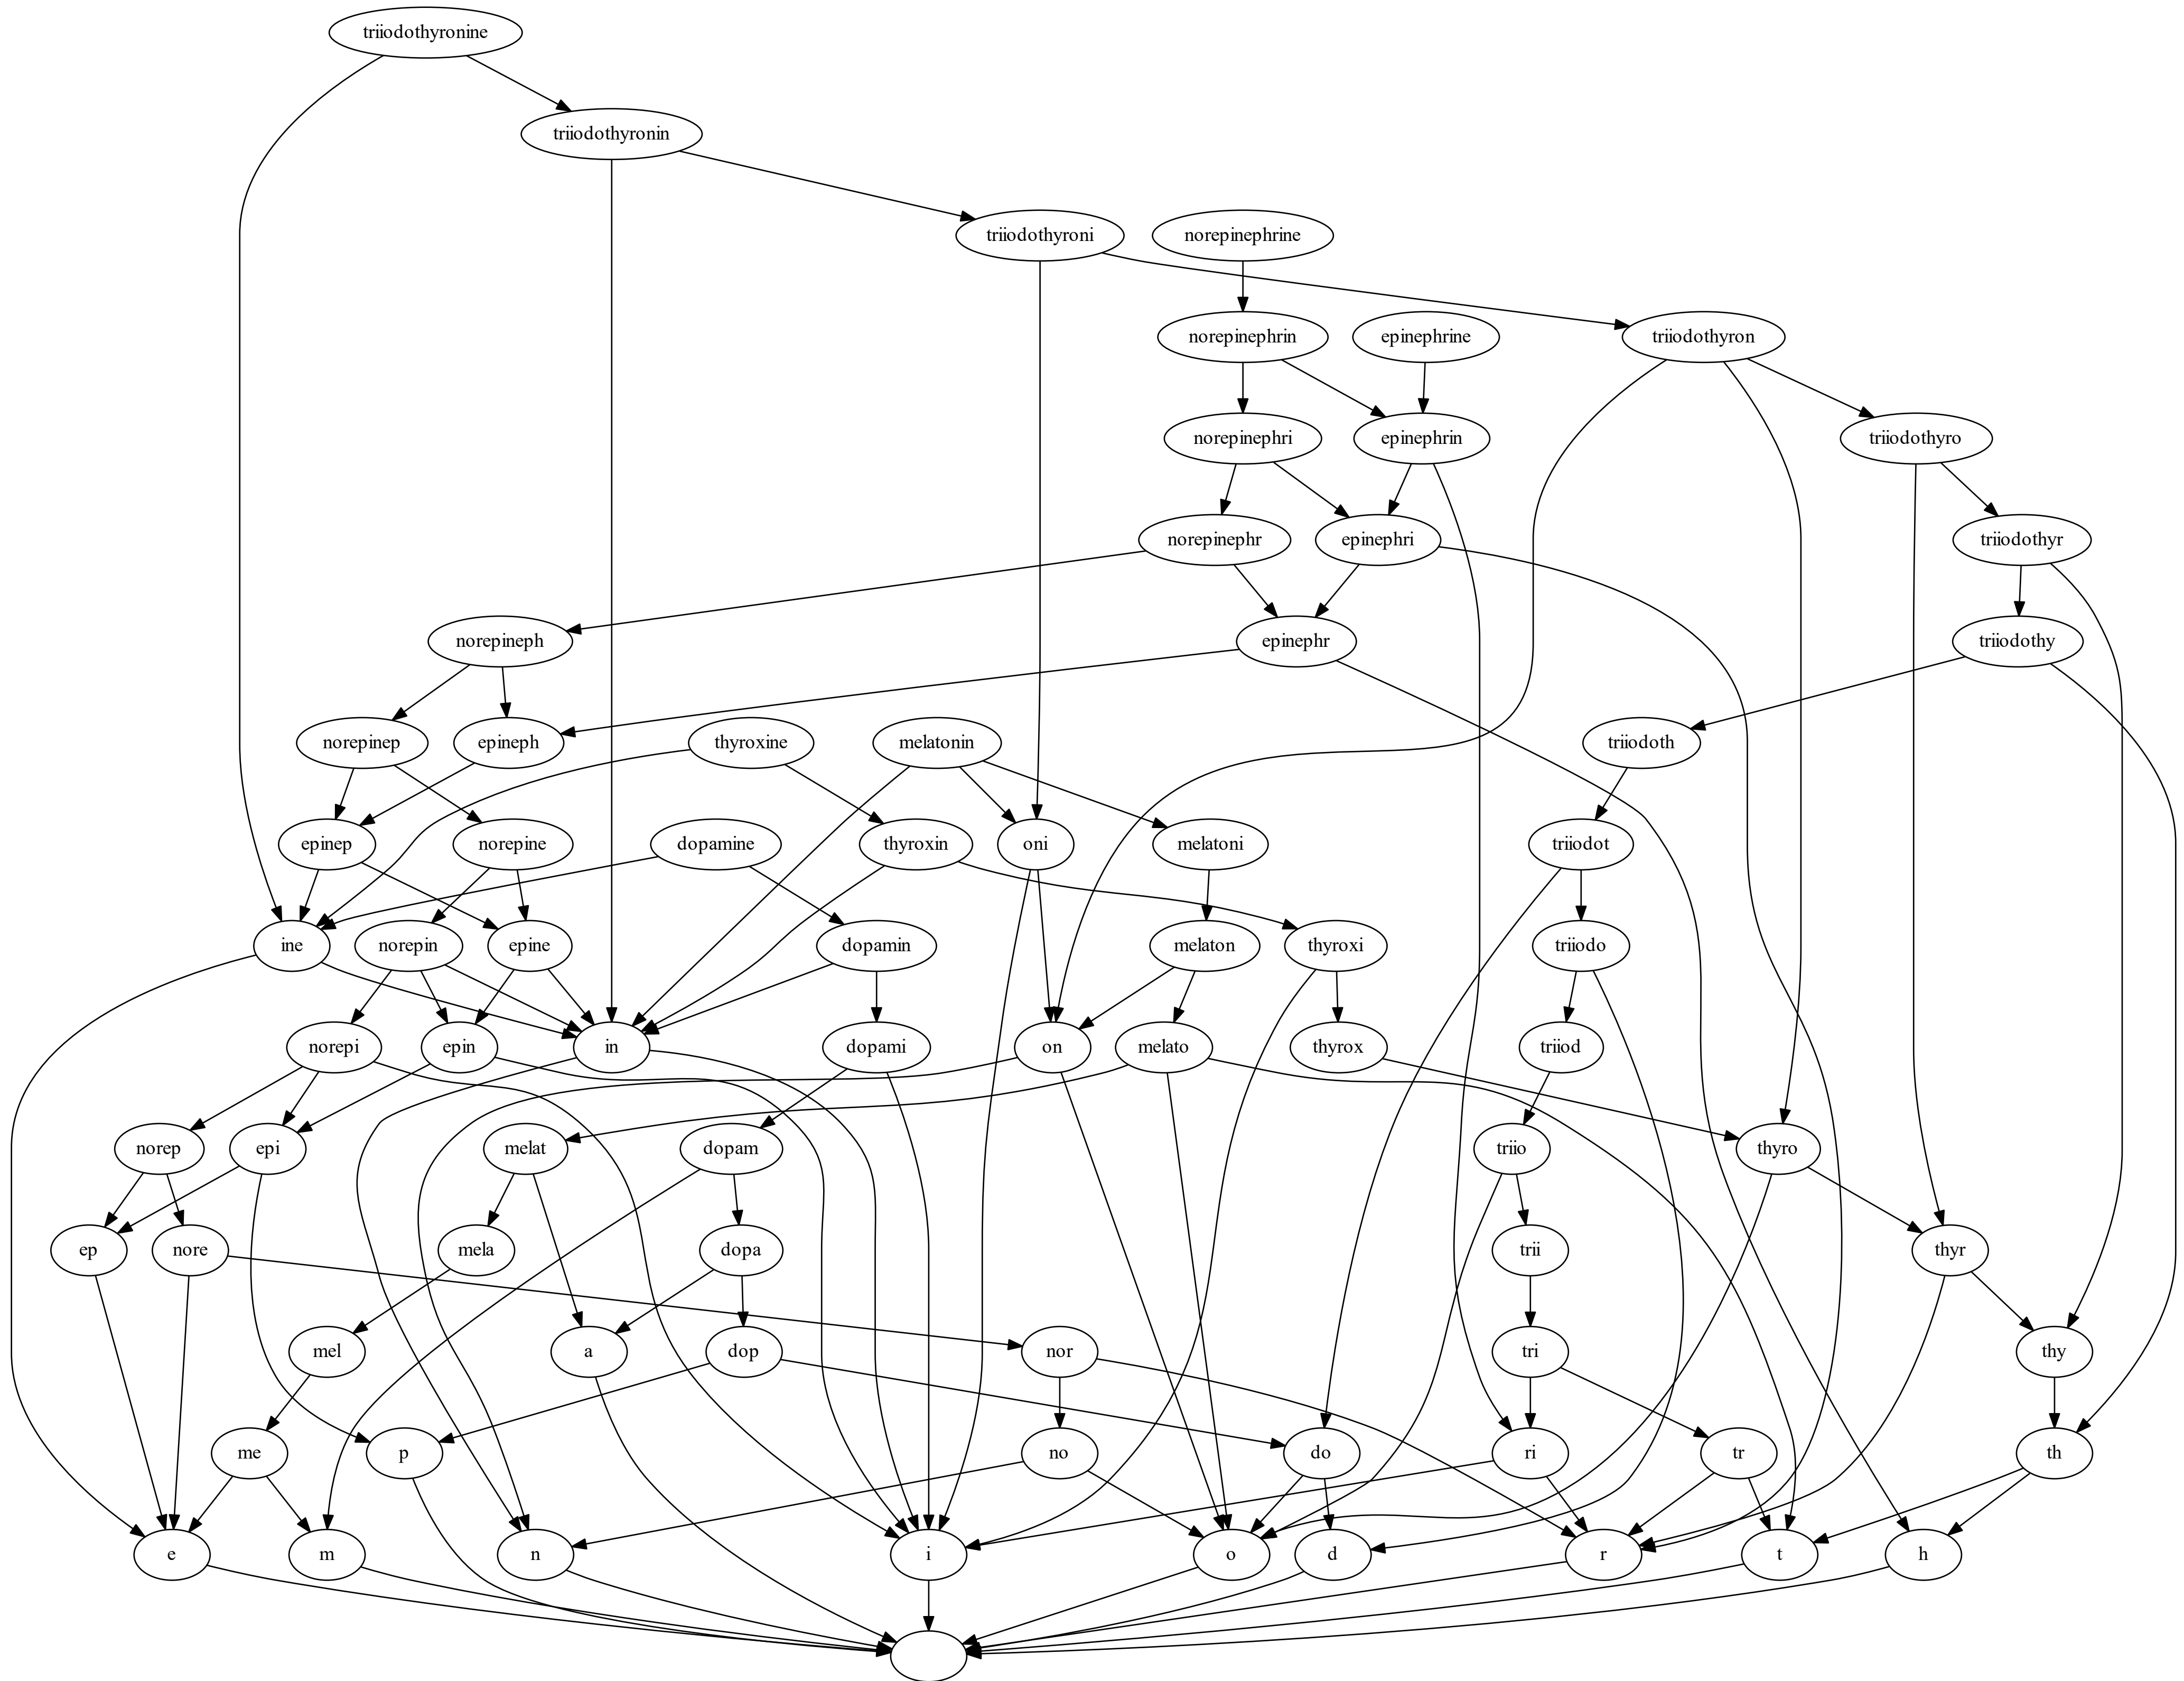 triiodothyronine
triiodothyronin
triiodothyroni
norepinephrine
norepinephrin
epinephrine
triiodothyron
norepinephri
epinephrin
triiodothyro
norepinephr
epinephri
triiodothyr
norepineph
epinephr
triiodothy
norepinep
epineph
thyroxine
melatonin
triiodoth
epinep
norepine
dopamine
thyroxin
oni
melatoni
triiodot
ine
norepin
epine
dopamin
melaton
thyroxi
triiodo
norepi
epin
in
dopami
on
melato
thyrox
triiod
norep
epi
melat
dopam
triio
thyro
ep
nore
mela
dopa
trii
thyr
mel
a
dop
nor
tri
thy
me
p
no
do
ri
tr
th
e
m
n
i
o
d
r
t
h